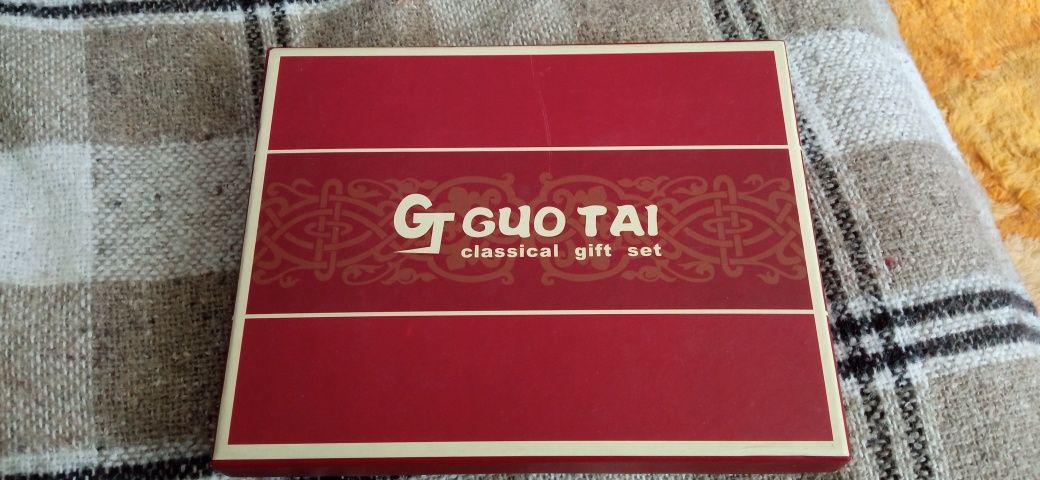 GT GUO TAI
classical gift set